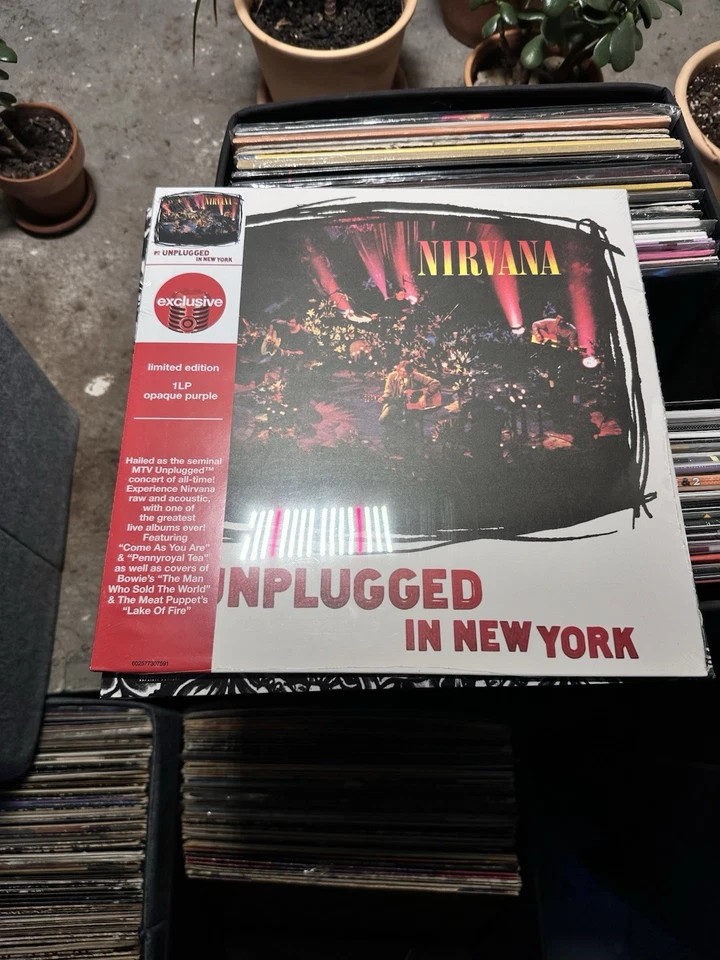 NIRVANA
UNPLUGGED
IN NEW YORK
exclusive
limited edition
1LP
opaque purple
Hailed as the seminal
MTV Unplugged™
concert of all-time!
Experience Nirvana
raw and acoustic,
with one of
the greatest
live albums ever!
Featuring
“Come As You Are”
& “Pennyroyal Tea”
as well as covers of
Bowie's “The Man
Who Sold The World”
& The Meat Puppet's
“Lake Of Fire”
NIRVANA
UNPLUGGED
IN NEW YORK
& 2